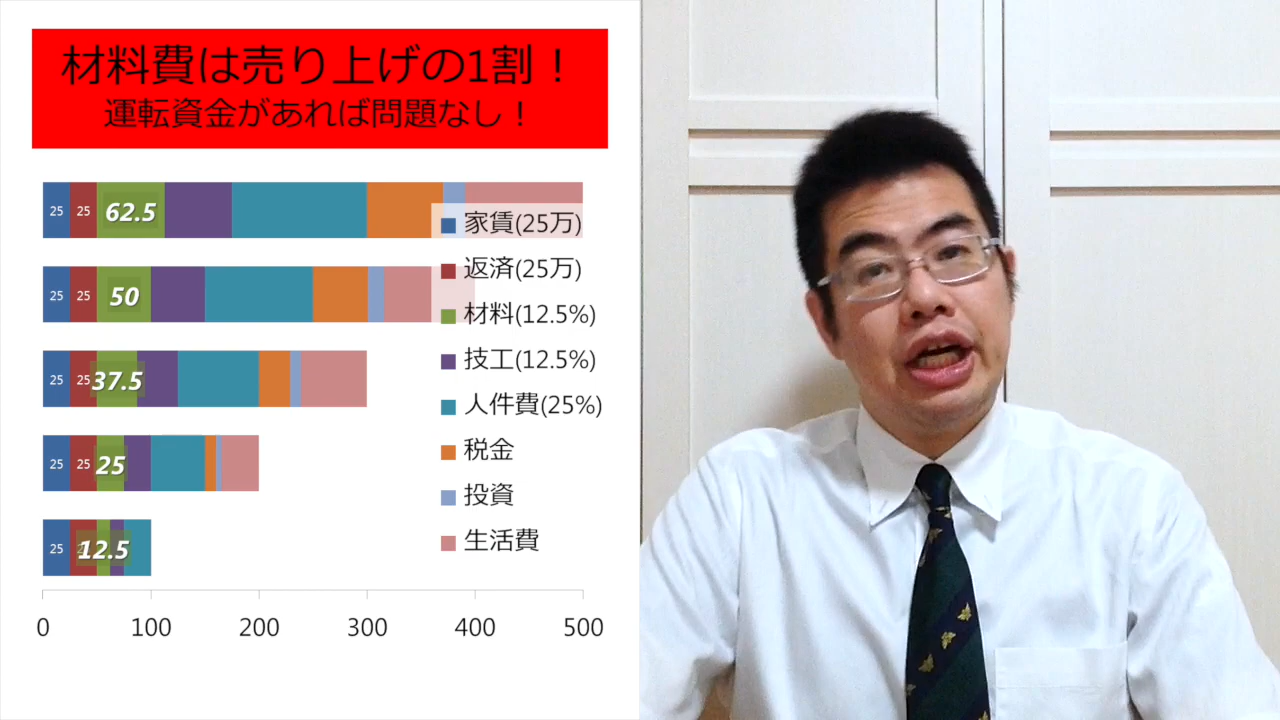 材料費は売り上げの1割！
運転資金があれば問題なし！
25 25 62.5
25 25 50
25 25 37.5
25 25 25
25 12.5
家賃(25万)
返済(25万)
材料(12.5%)
技工(12.5%)
人件費(25%)
税金
投資
生活費
0 100 200 300 400 500